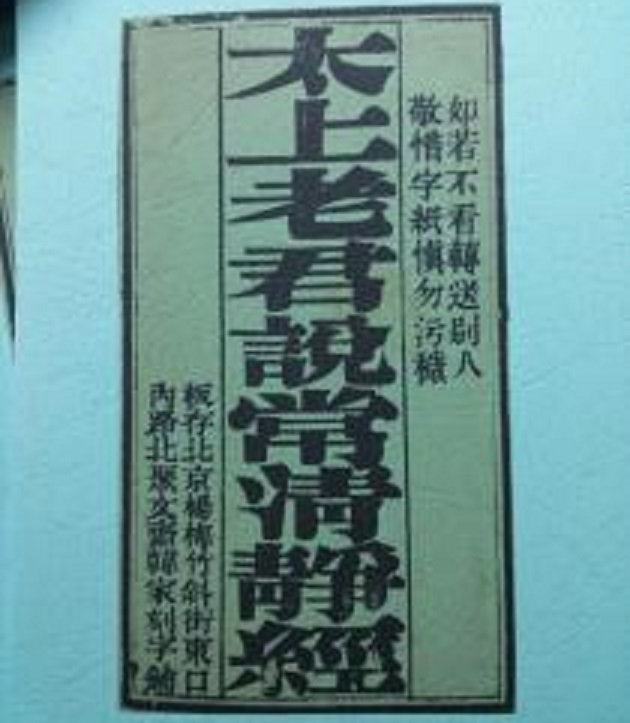 如若不看轉送別人
敬惜字紙慎勿污穢
太上老君說常清靜經
板存北京楊梅竹斜街東口
內路北聚文齋韓家刻字鋪